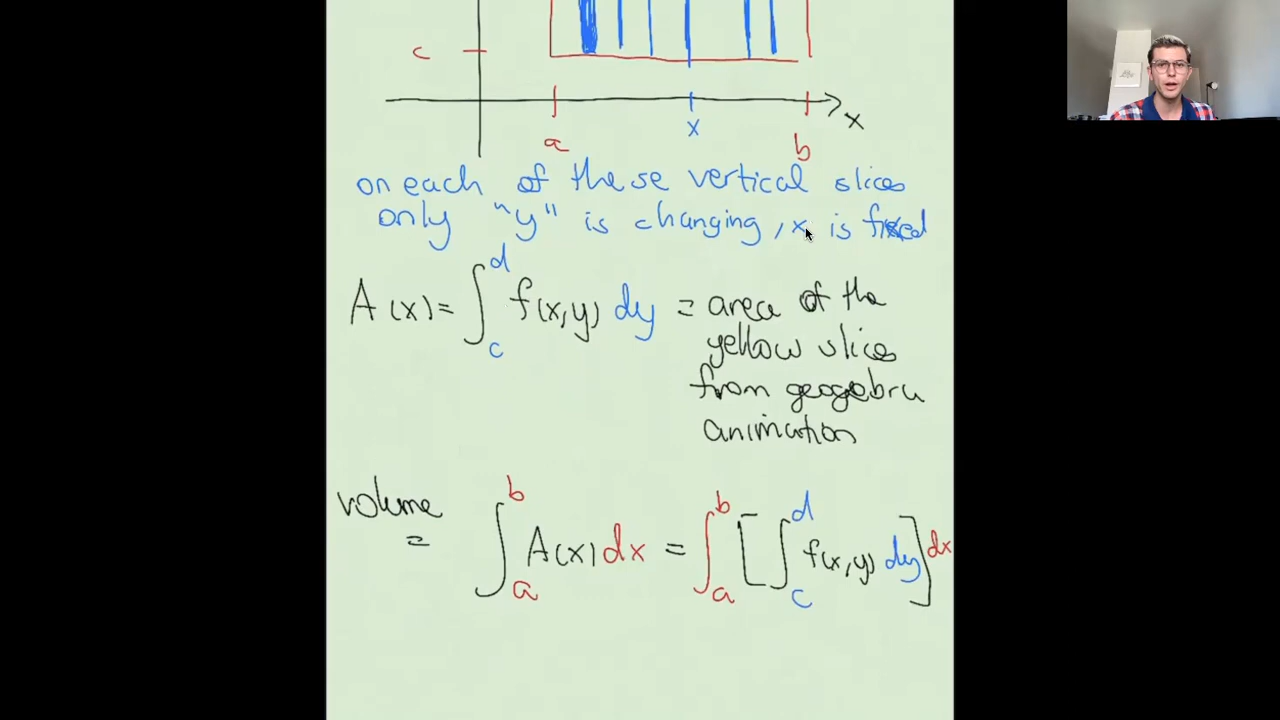 c
x
a x b
on each of these vertical slices
only "y" is changing, x is fixed
A(x) = ∫_c^d f(x,y) dy = area of the
yellow slices
from geogebra
animation
volume
= ∫_a^b A(x) dx = ∫_a^b [∫_c^d f(x,y) dy] dx